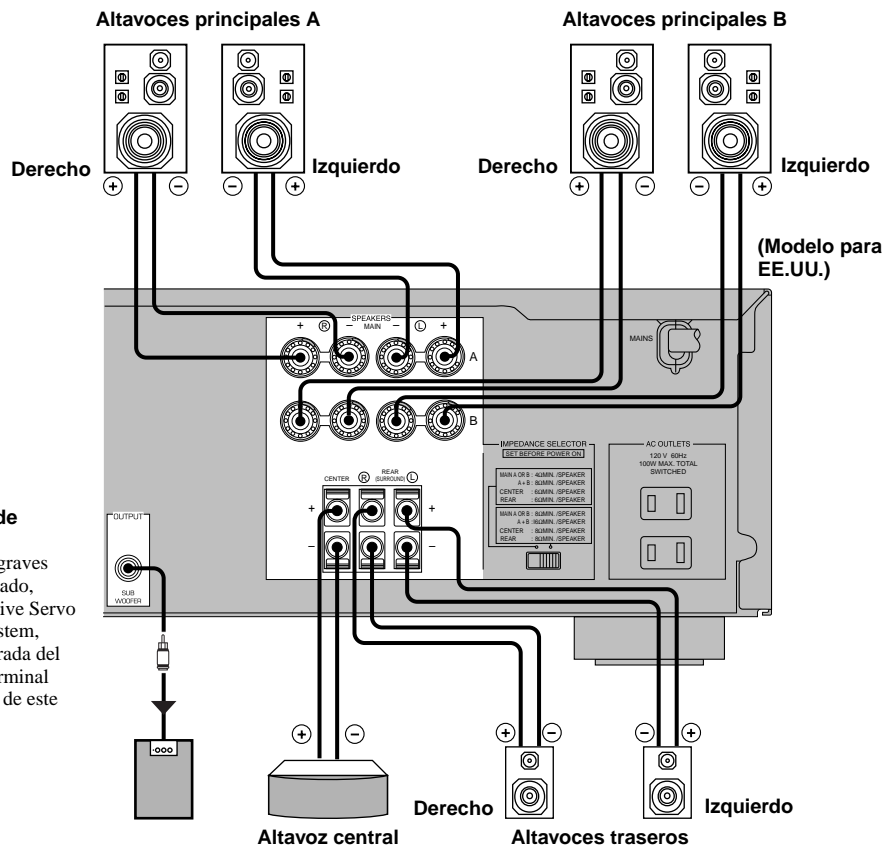 Altavoces principales A
Altavoces principales B
Derecho
Izquierdo
Derecho
Izquierdo
+ −
− +
+ −
− +
(Modelo para
EE.UU.)
SPEAKERS
MAIN
+ R − − L +
A
B
MAINS
IMPEDANCE SELECTOR
SET BEFORE POWER ON
MAIN A OR B : 4ΩMIN./SPEAKER
A + B : 8ΩMIN./SPEAKER
CENTER : 6ΩMIN./SPEAKER
REAR : 6ΩMIN./SPEAKER
MAIN A OR B : 8ΩMIN./SPEAKER
A + B : 16ΩMIN./SPEAKER
CENTER : 8ΩMIN./SPEAKER
REAR : 8ΩMIN./SPEAKER
AC OUTLETS
120 V 60Hz
100W MAX. TOTAL
SWITCHED
CENTER R REAR (SURROUND) L
+ +
− −
de
graves
ado,
ive Servo
stem,
rada del
rminal
de este
OUTPUT
SUB
WOOFER
+ −
+ −
− +
Derecho
Izquierdo
Altavoz central
Altavoces traseros